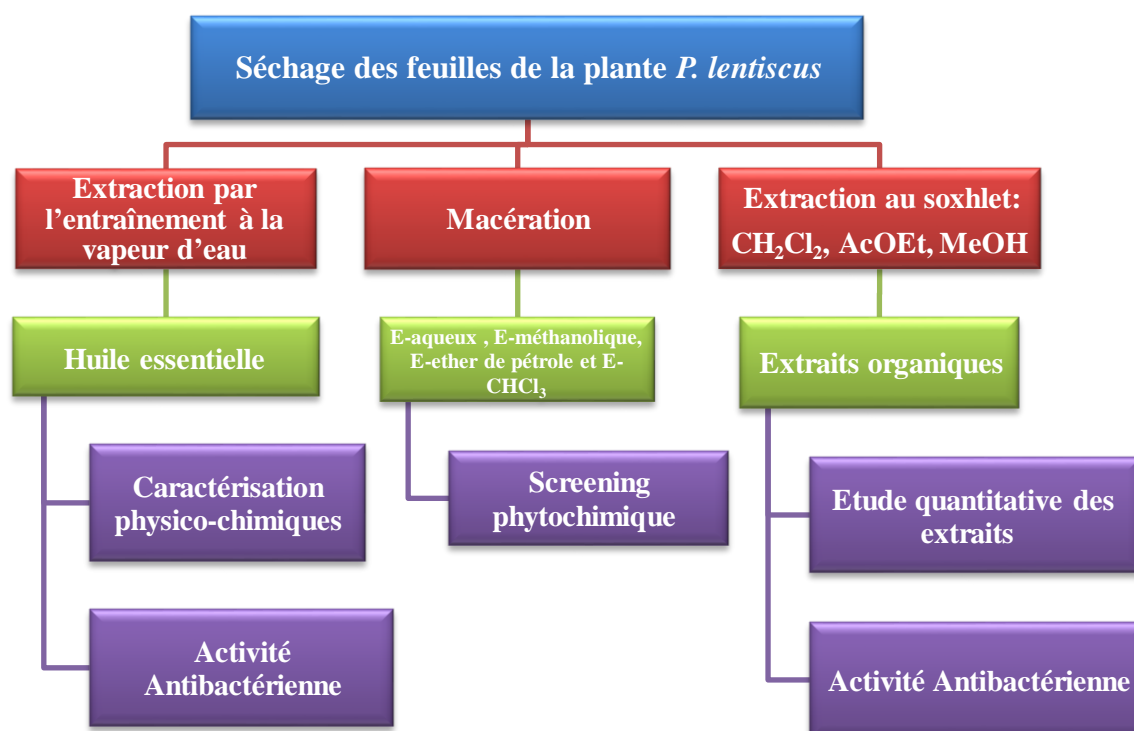 Séchage des feuilles de la plante P. lentiscus
Extraction par
l’entraînement à la
vapeur d’eau
Macération
Extraction au soxhlet:
CH₂Cl₂, AcOEt, MeOH
Huile essentielle
E-aqueux , E-méthanolique,
E-ether de pétrole et E-
CHCl₃
Extraits organiques
Caractérisation
physico-chimiques
Screening
phytochimique
Etude quantitative des
extraits
Activité
Antibactérienne
Activité Antibactérienne